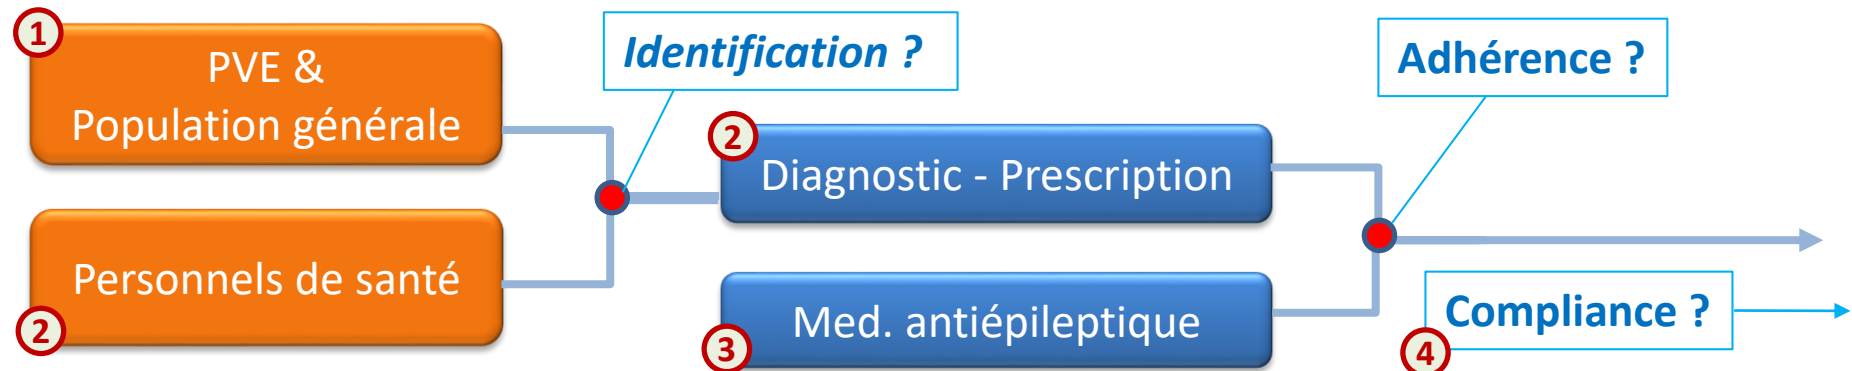 1
PVE &
Population générale
Identification ?
Adhérence ?
2
Diagnostic - Prescription
Personnels de santé
2
Med. antiépileptique
3
Compliance ?
4